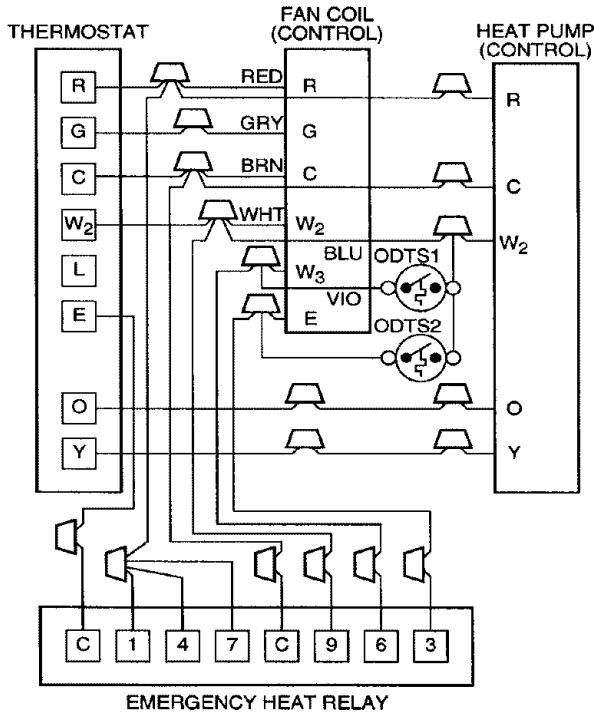 FAN COIL
(CONTROL)
THERMOSTAT
HEAT PUMP
(CONTROL)
R
RED
R
R
G
GRY
G
C
BRN
C
C
W2
WHT
W2
W2
L
BLU
ODTS1
W3
VIO
E
E
ODTS2
O
O
Y
Y
C
1
4
7
C
9
6
3
EMERGENCY HEAT RELAY